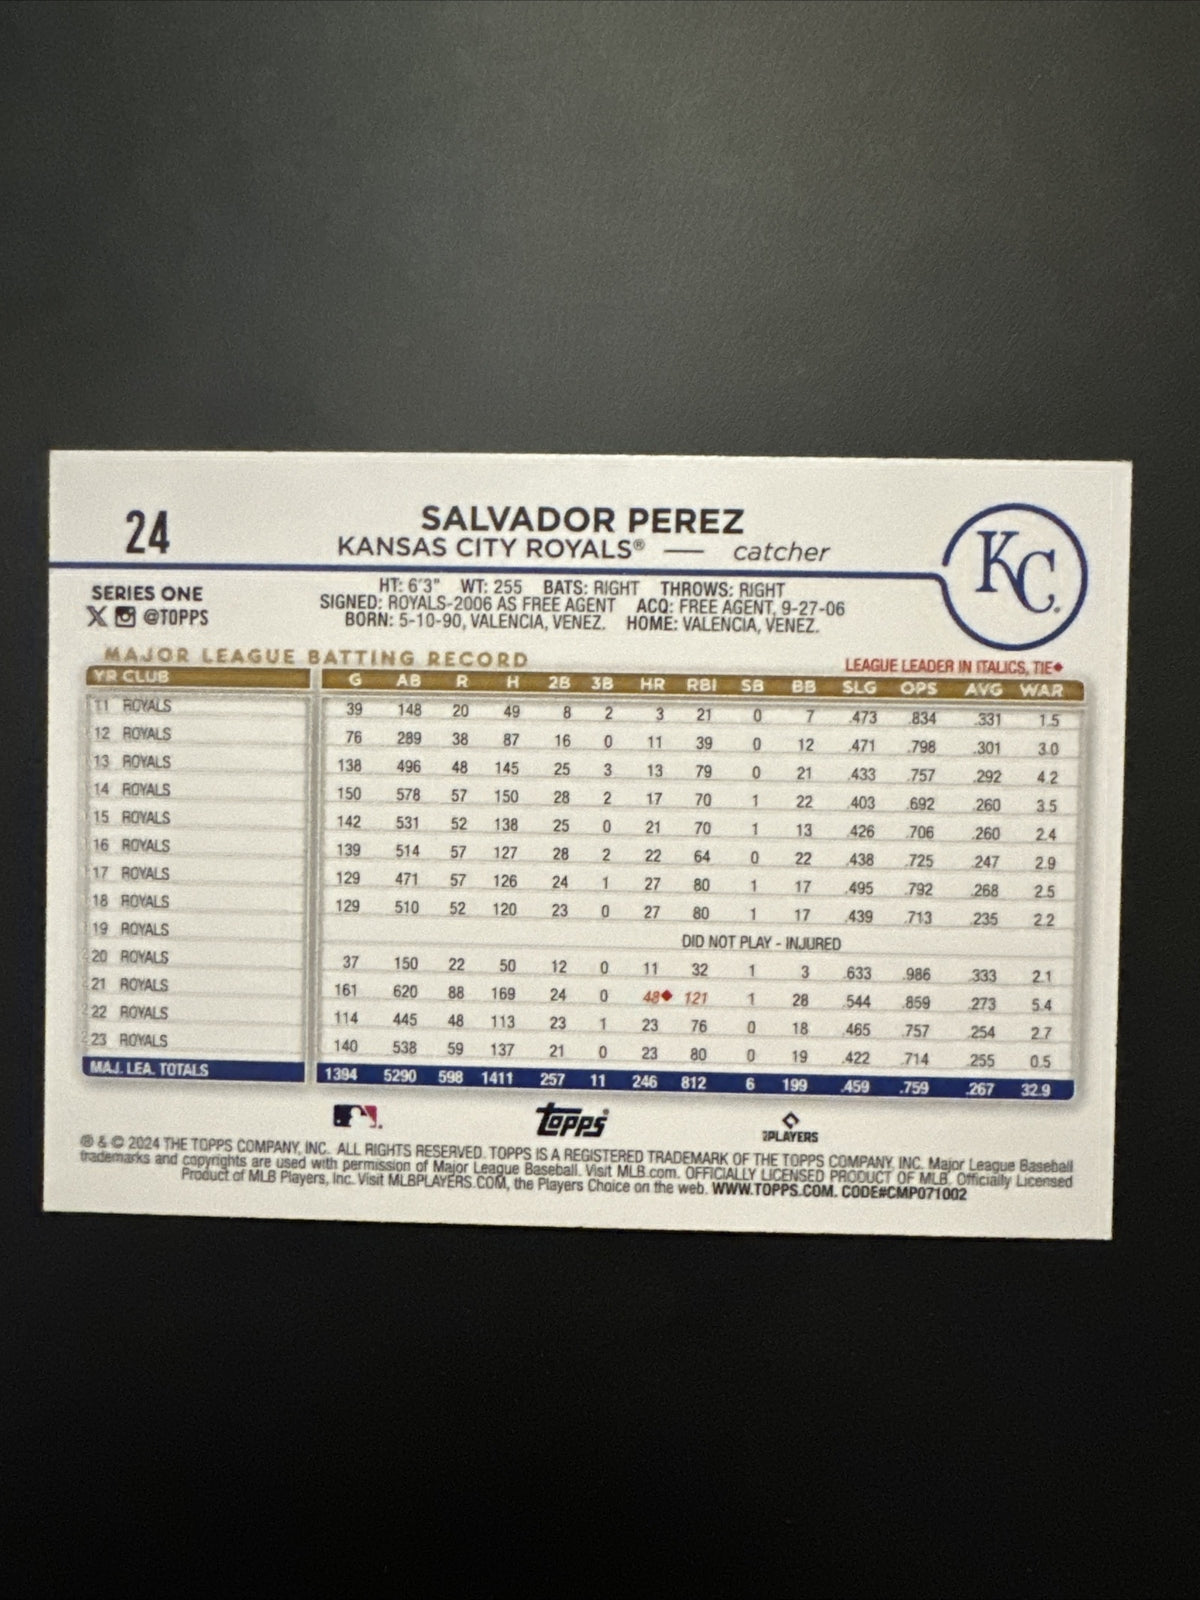 24
SALVADOR PEREZ
KANSAS CITY ROYALS® — catcher
KC
SERIES ONE
@TOPPS
HT: 6'3" WT: 255 BATS: RIGHT THROWS: RIGHT
SIGNED: ROYALS-2006 AS FREE AGENT ACQ: FREE AGENT, 9-27-06
BORN: 5-10-90, VALENCIA, VENEZ. HOME: VALENCIA, VENEZ.
MAJOR LEAGUE BATTING RECORD
LEAGUE LEADER IN ITALICS, TIE♦
YR CLUB G AB R H 2B 3B HR RBI SB BB SLG OPS AVG WAR
11 ROYALS 39 148 20 49 8 2 3 21 0 7 .473 .834 .331 1.5
12 ROYALS 76 289 38 87 16 0 11 39 0 12 .471 .798 .301 3.0
13 ROYALS 138 496 48 145 25 3 13 79 0 21 .433 .757 .292 4.2
14 ROYALS 150 578 57 150 28 2 17 70 1 22 .403 .692 .260 3.5
15 ROYALS 142 531 52 138 25 0 21 70 1 13 .426 .706 .260 2.4
16 ROYALS 139 514 57 127 28 2 22 64 0 22 .438 .725 .247 2.9
17 ROYALS 129 471 57 126 24 1 27 80 1 17 .495 .792 .268 2.5
18 ROYALS 129 510 52 120 23 0 27 80 1 17 .439 .713 .235 2.2
19 ROYALS DID NOT PLAY - INJURED
20 ROYALS 37 150 22 50 12 0 11 32 1 3 .633 .986 .333 2.1
21 ROYALS 161 620 88 169 24 0 48♦ 121 1 28 .544 .859 .273 5.4
22 ROYALS 114 445 48 113 23 1 23 76 0 18 .465 .757 .254 2.7
23 ROYALS 140 538 59 137 21 0 23 80 0 19 .422 .714 .255 0.5
MAJ. LEA. TOTALS 1394 5290 598 1411 257 11 246 812 6 199 .459 .759 .267 32.9
Topps®
PLAYERS
® & © 2024 THE TOPPS COMPANY, INC. ALL RIGHTS RESERVED. TOPPS IS A REGISTERED TRADEMARK OF THE TOPPS COMPANY, INC. Major League Baseball
trademarks and copyrights are used with permission of Major League Baseball. Visit MLB.com. OFFICIALLY LICENSED PRODUCT OF MLB. Officially Licensed
Product of MLB Players, Inc. Visit MLBPLAYERS.COM, the Players Choice on the web. WWW.TOPPS.COM. CODE#CMP071002